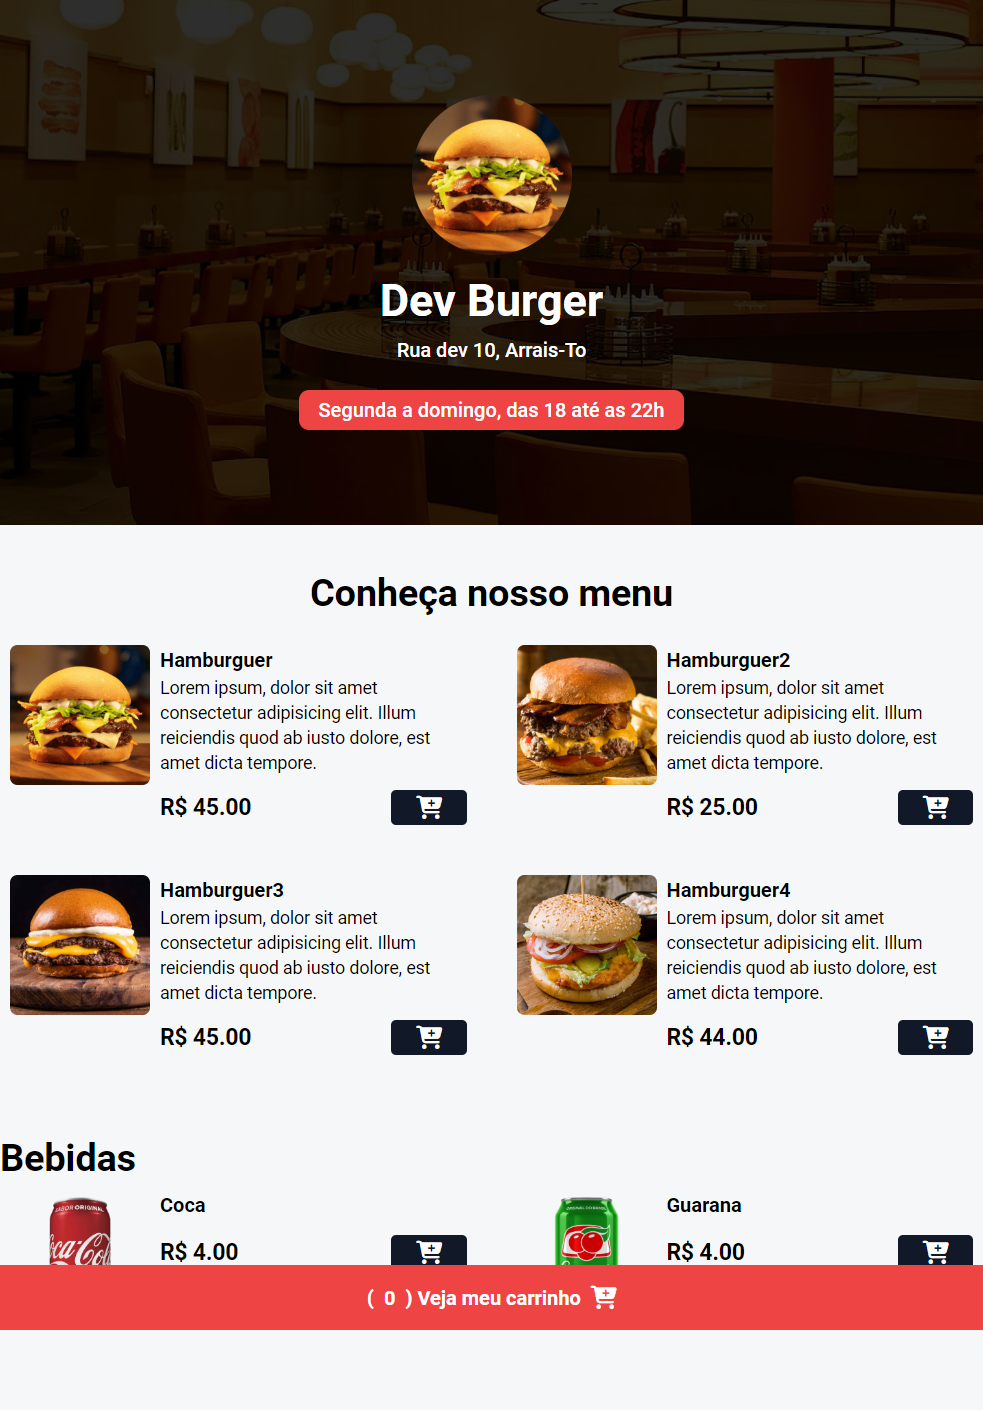 Dev Burger
Rua dev 10, Arrais-To
Segunda a domingo, das 18 até as 22h
Conheça nosso menu
Hamburguer
Lorem ipsum, dolor sit amet
consectetur adipisicing elit. Illum
reiciendis quod ab iusto dolore, est
amet dicta tempore.
R$ 45.00
Hamburguer2
Lorem ipsum, dolor sit amet
consectetur adipisicing elit. Illum
reiciendis quod ab iusto dolore, est
amet dicta tempore.
R$ 25.00
Hamburguer3
Lorem ipsum, dolor sit amet
consectetur adipisicing elit. Illum
reiciendis quod ab iusto dolore, est
amet dicta tempore.
R$ 45.00
Hamburguer4
Lorem ipsum, dolor sit amet
consectetur adipisicing elit. Illum
reiciendis quod ab iusto dolore, est
amet dicta tempore.
R$ 44.00
Bebidas
SABOR ORIGINAL
Coca
R$ 4.00
Guarana
R$ 4.00
( 0 ) Veja meu carrinho